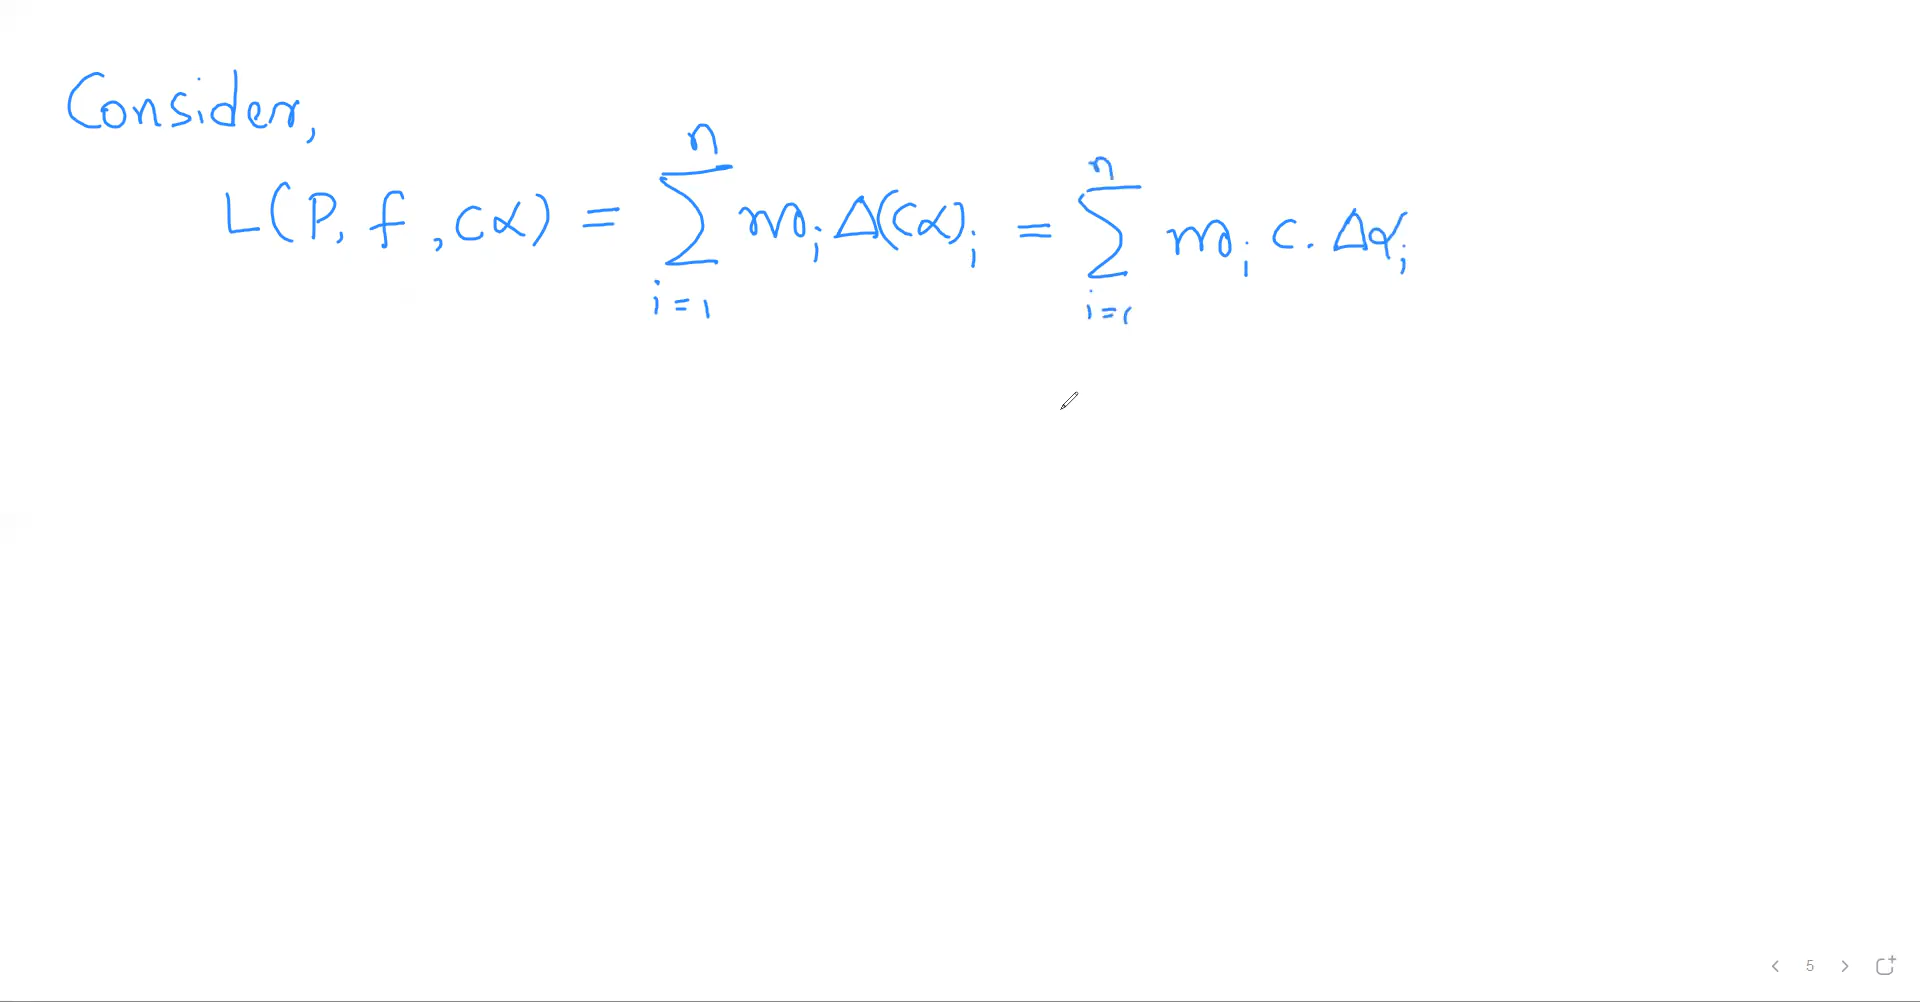 Consider,
L(P, f, cα) = ∑_{i=1}^{n} m_i Δ(cα)_i = ∑_{i=1}^{n} m_i c. Δα_i
5